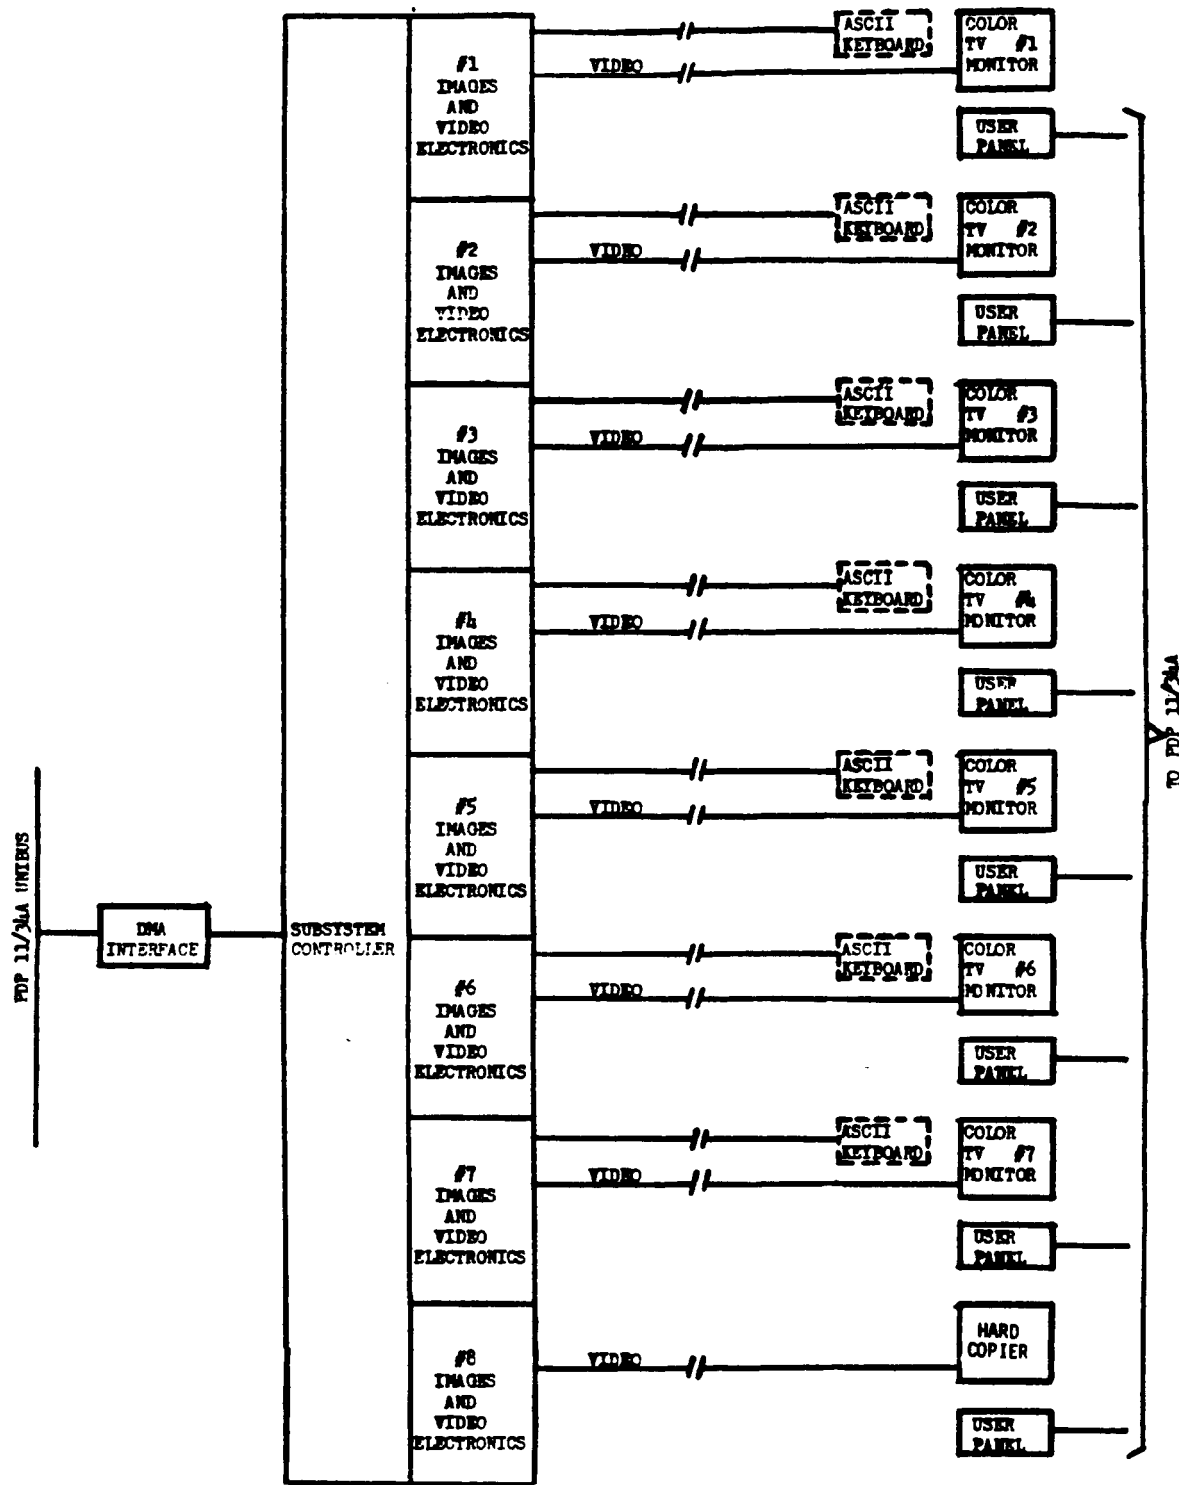 PDP 11/34A UNIBUS
DMA
INTERFACE
SUBSYSTEM
CONTROLLER
#1
IMAGES
AND
VIDEO
ELECTRONICS
VIDEO
ASCII
KEYBOARD
COLOR
TV #1
MONITOR
USER
PANEL
#2
IMAGES
AND
VIDEO
ELECTRONICS
VIDEO
ASCII
KEYBOARD
COLOR
TV #2
MONITOR
USER
PANEL
#3
IMAGES
AND
VIDEO
ELECTRONICS
VIDEO
ASCII
KEYBOARD
COLOR
TV #3
MONITOR
USER
PANEL
#4
IMAGES
AND
VIDEO
ELECTRONICS
VIDEO
ASCII
KEYBOARD
COLOR
TV #4
MONITOR
USER
PANEL
#5
IMAGES
AND
VIDEO
ELECTRONICS
VIDEO
ASCII
KEYBOARD
COLOR
TV #5
MONITOR
USER
PANEL
#6
IMAGES
AND
VIDEO
ELECTRONICS
VIDEO
ASCII
KEYBOARD
COLOR
TV #6
MONITOR
USER
PANEL
#7
IMAGES
AND
VIDEO
ELECTRONICS
VIDEO
ASCII
KEYBOARD
COLOR
TV #7
MONITOR
USER
PANEL
#8
IMAGES
AND
VIDEO
ELECTRONICS
VIDEO
HARD
COPIER
USER
PANEL
TO PDP 11/34A